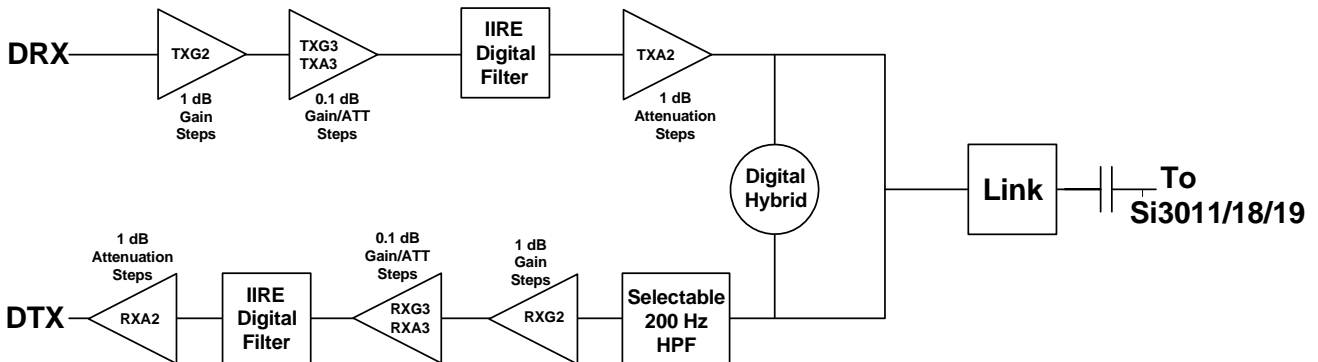 DRX
TXG2
1 dB
Gain
Steps
TXG3
TXA3
0.1 dB
Gain/ATT
Steps
IIRE
Digital
Filter
TXA2
1 dB
Attenuation
Steps
Digital
Hybrid
Link
To
Si3011/18/19
DTX
1 dB
Attenuation
Steps
RXA2
IIRE
Digital
Filter
0.1 dB
Gain/ATT
Steps
RXG3
RXA3
1 dB
Gain
Steps
RXG2
Selectable
200 Hz
HPF